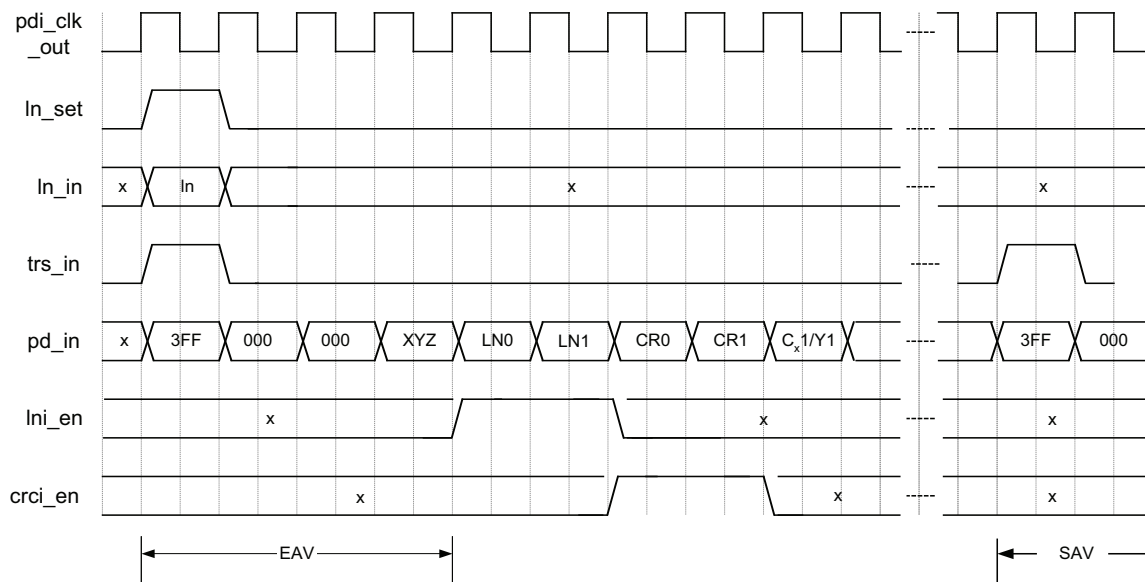 pdi_clk
_out
ln_set
ln_in x ln x x
trs_in
pd_in x 3FF 000 000 XYZ LN0 LN1 CR0 CR1 Cx1/Y1 3FF 000
lni_en x x x
crci_en x x x
EAV SAV